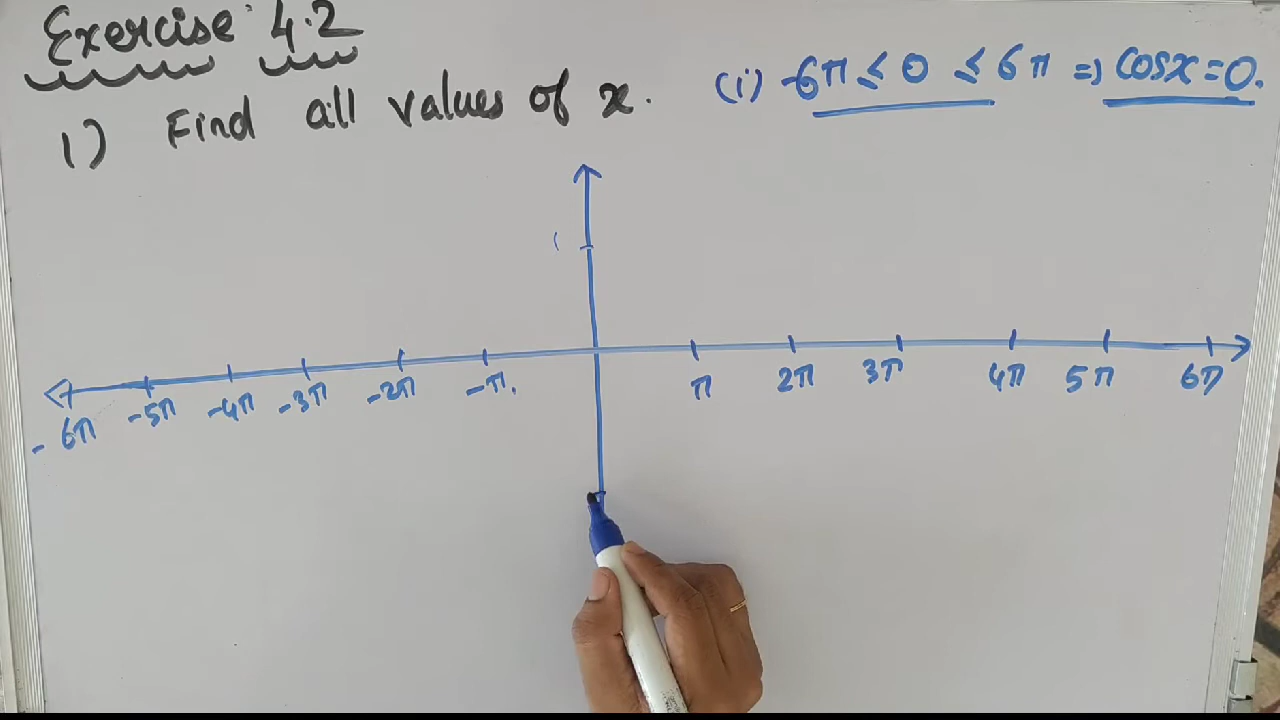 Exercise 4.2
1) Find all values of x.
(i) -6π ≤ 0 ≤ 6π ⇒ cosx=0.
-6π -5π -4π -3π -2π -π. π 2π 3π 4π 5π 6π